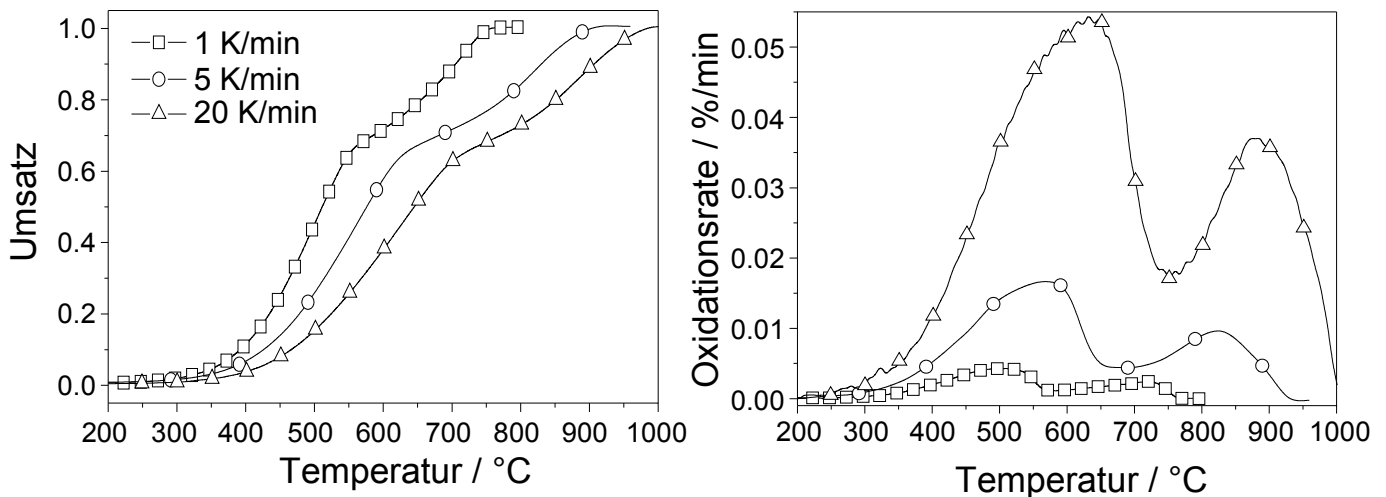 1.0
0.8
0.6
0.4
0.2
0.0
Umsatz
1 K/min
5 K/min
20 K/min
200 300 400 500 600 700 800 900 1000
Temperatur / °C
0.05
0.04
0.03
0.02
0.01
0.00
Oxidationsrate / %/min
200 300 400 500 600 700 800 900 1000
Temperatur / °C